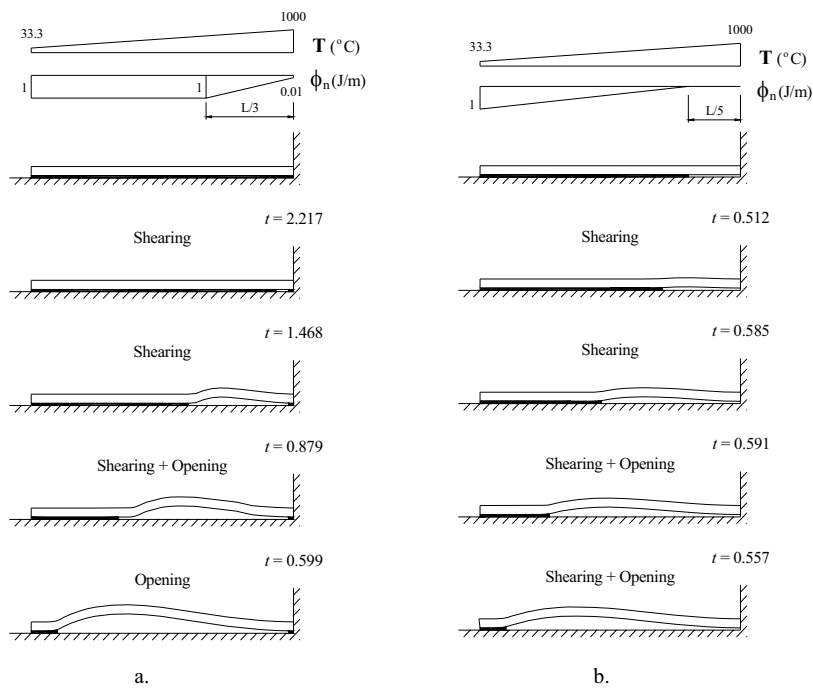 1000
33.3
T (°C)
ϕn (J/m)
1
1
0.01
L/3
t = 2.217
Shearing
t = 1.468
Shearing
t = 0.879
Shearing + Opening
t = 0.599
Opening
a.
1000
33.3
T (°C)
ϕn (J/m)
1
L/5
t = 0.512
Shearing
t = 0.585
Shearing
t = 0.591
Shearing + Opening
t = 0.557
Shearing + Opening
b.